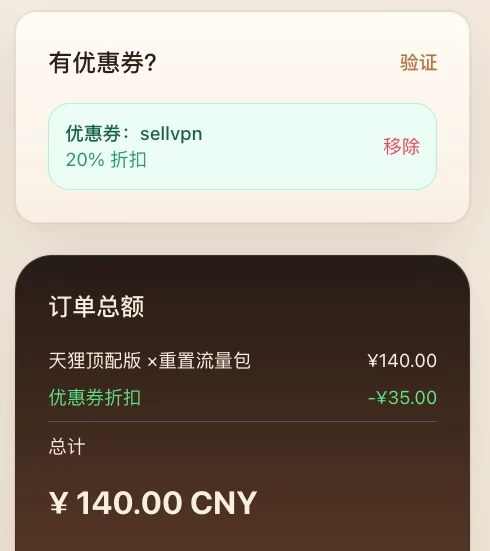 有优惠券?
验证
优惠券：sellvpn
20% 折扣
移除
订单总额
天狸顶配版 ×重置流量包
¥140.00
优惠券折扣
-¥35.00
总计
¥ 140.00 CNY